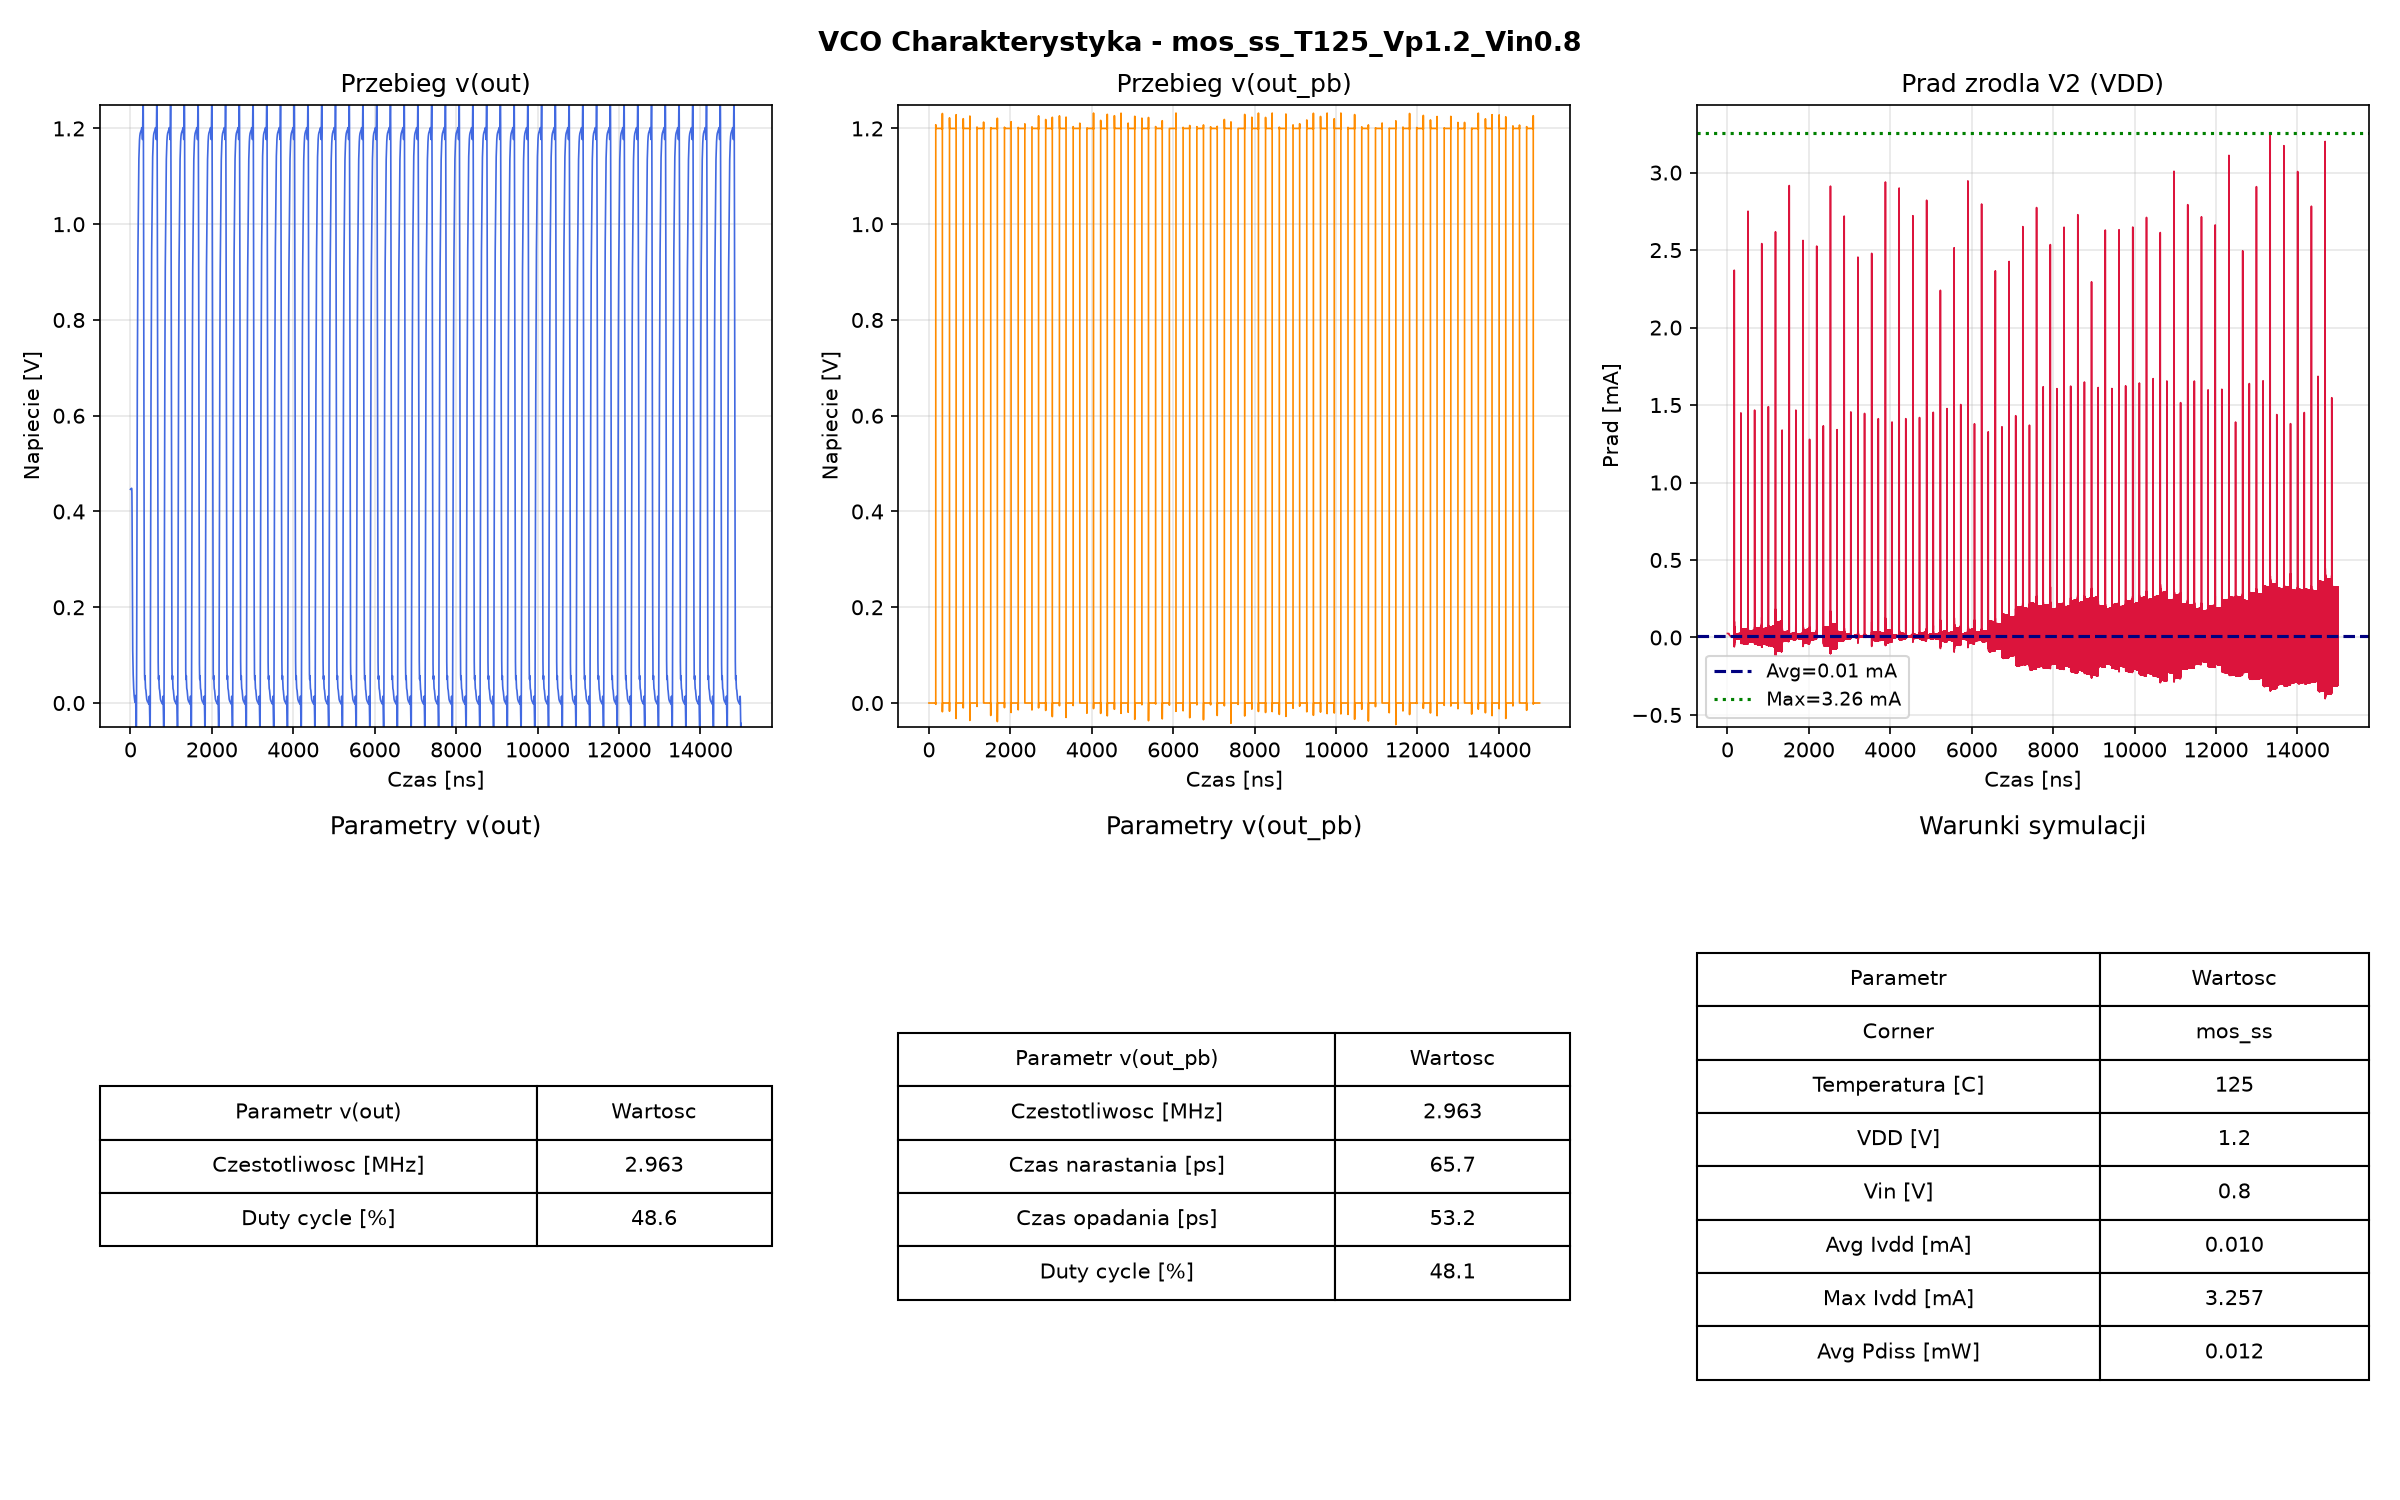 VCO Charakterystyka - mos_ss_T125_Vp1.2_Vin0.8
Przebieg v(out)
Napiecie [V]
1.2
1.0
0.8
0.6
0.4
0.2
0.0
0 2000 4000 6000 8000 10000 12000 14000
Czas [ns]
Przebieg v(out_pb)
Napiecie [V]
1.2
1.0
0.8
0.6
0.4
0.2
0.0
0 2000 4000 6000 8000 10000 12000 14000
Czas [ns]
Prad zrodla V2 (VDD)
Prad [mA]
3.0
2.5
2.0
1.5
1.0
0.5
0.0
−0.5
Avg=0.01 mA
Max=3.26 mA
0 2000 4000 6000 8000 10000 12000 14000
Czas [ns]
Parametry v(out)
Parametr v(out) Wartosc
Czestotliwosc [MHz] 2.963
Duty cycle [%] 48.6
Parametry v(out_pb)
Parametr v(out_pb) Wartosc
Czestotliwosc [MHz] 2.963
Czas narastania [ps] 65.7
Czas opadania [ps] 53.2
Duty cycle [%] 48.1
Warunki symulacji
Parametr Wartosc
Corner mos_ss
Temperatura [C] 125
VDD [V] 1.2
Vin [V] 0.8
Avg Ivdd [mA] 0.010
Max Ivdd [mA] 3.257
Avg Pdiss [mW] 0.012